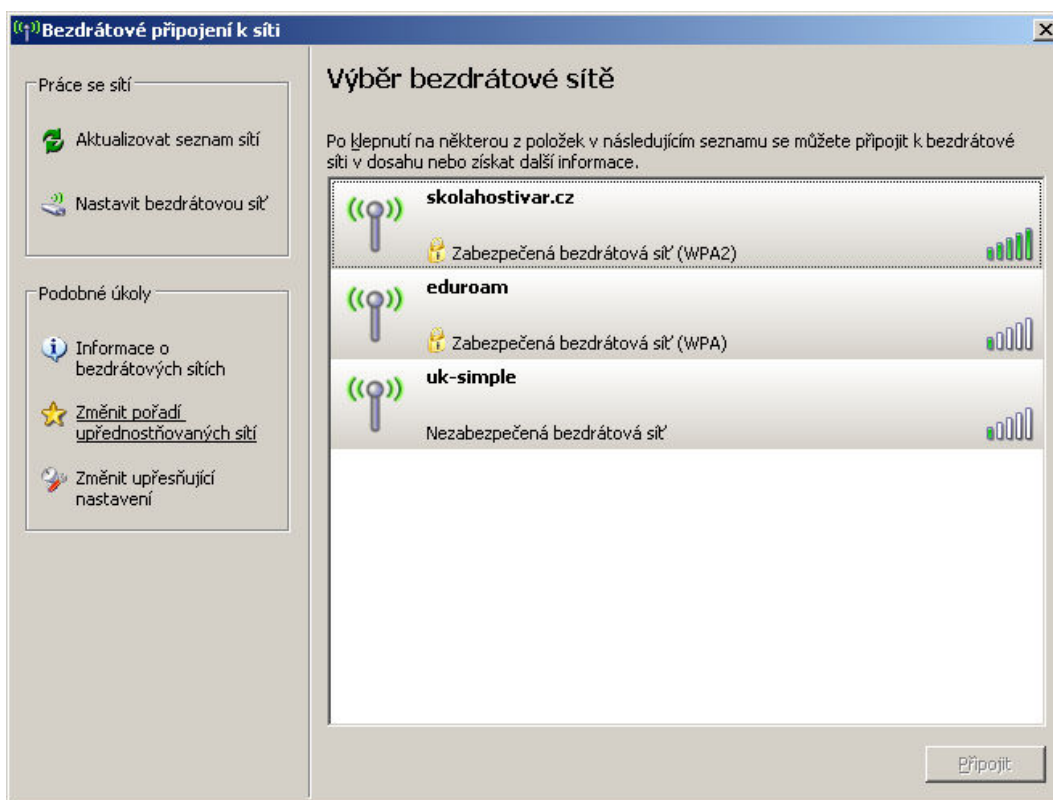 Bezdrátové připojení k síti
Práce se sítí
Aktualizovat seznam sítí
Nastavit bezdrátovou síť
Podobné úkoly
Informace o
bezdrátových sítích
Změnit pořadí
upřednostňovaných sítí
Změnit upřesňující
nastavení
Výběr bezdrátové sítě
Po klepnutí na některou z položek v následujícím seznamu se můžete připojit k bezdrátové
síti v dosahu nebo získat další informace.
skolahostivar.cz
Zabezpečená bezdrátová síť (WPA2)
eduroam
Zabezpečená bezdrátová síť (WPA)
uk-simple
Nezabezpečená bezdrátová síť
Připojit